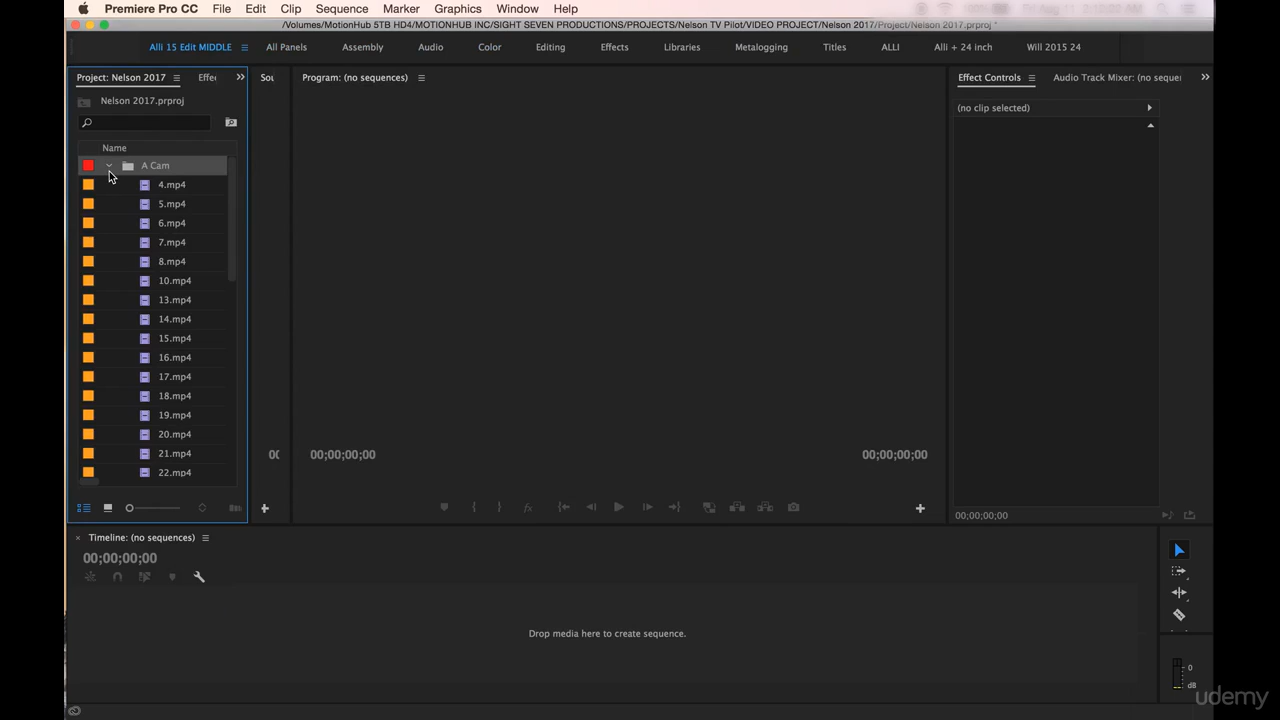 Premiere Pro CC File Edit Clip Sequence Marker Graphics Window Help
/Volumes/MotionHub 5TB HD4/MOTIONHUB INC/SIGHT SEVEN PRODUCTIONS/PROJECTS/Nelson TV Pilot/VIDEO PROJECT/Nelson 2017/Project/Nelson 2017.prproj *
Alli 15 Edit MIDDLE All Panels Assembly Audio Color Editing Effects Libraries Metalogging Titles ALLI Alli + 24 inch Will 2015 24
Project: Nelson 2017 Effec Sou Program: (no sequences) Effect Controls Audio Track Mixer: (no sequen
Nelson 2017.prproj
(no clip selected)
Name
A Cam
4.mp4
5.mp4
6.mp4
7.mp4
8.mp4
10.mp4
13.mp4
14.mp4
15.mp4
16.mp4
17.mp4
18.mp4
19.mp4
20.mp4
21.mp4
22.mp4
00;00;00;00 00;00;00;00
00;00;00;00
Timeline: (no sequences)
00;00;00;00
Drop media here to create sequence.
0
dB
udemy